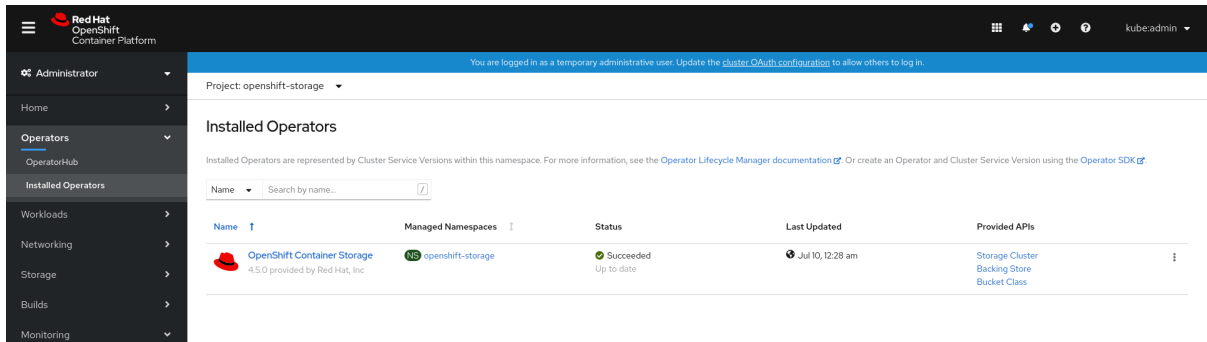 Red Hat
OpenShift
Container Platform
kube:admin
Administrator
You are logged in as a temporary administrative user. Update the cluster OAuth configuration to allow others to log in.
Project: openshift-storage
Home
Operators
OperatorHub
Installed Operators
Workloads
Networking
Storage
Builds
Monitoring
Installed Operators
Installed Operators are represented by Cluster Service Versions within this namespace. For more information, see the Operator Lifecycle Manager documentation. Or create an Operator and Cluster Service Version using the Operator SDK.
Name Search by name... /
Name Managed Namespaces Status Last Updated Provided APIs
OpenShift Container Storage NS openshift-storage Succeeded Jul 10, 12:28 am Storage Cluster
4.5.0 provided by Red Hat, Inc Up to date Backing Store
Bucket Class